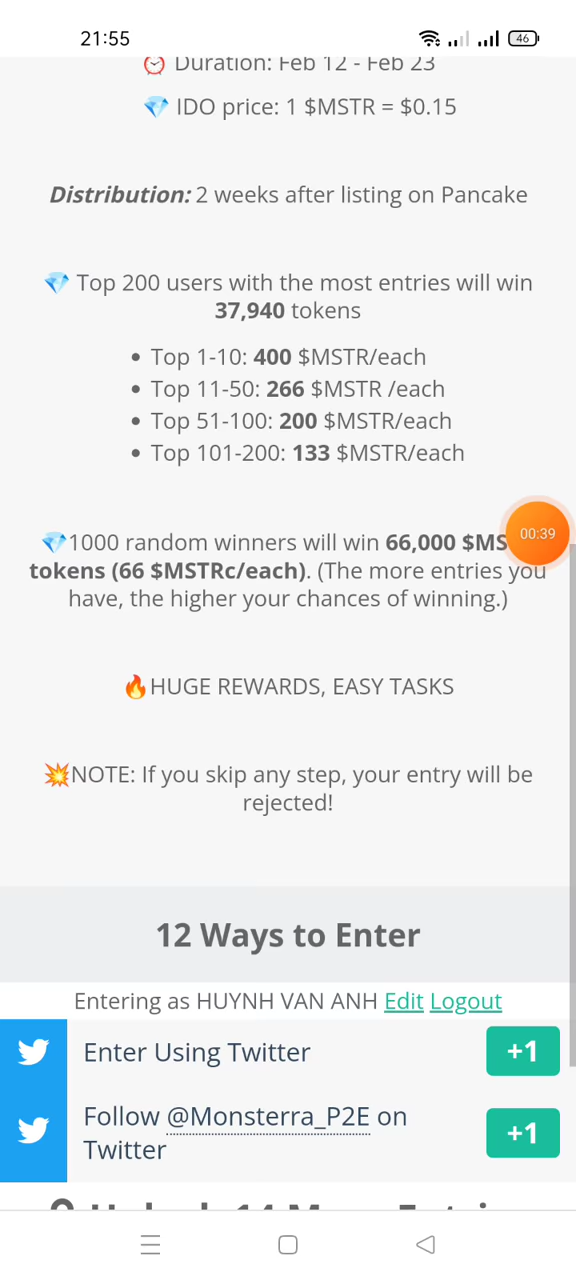 21:55
46
Duration: Feb 12 - Feb 23
IDO price: 1 $MSTR = $0.15
Distribution: 2 weeks after listing on Pancake
Top 200 users with the most entries will win
37,940 tokens
Top 1-10: 400 $MSTR/each
Top 11-50: 266 $MSTR /each
Top 51-100: 200 $MSTR/each
Top 101-200: 133 $MSTR/each
00:39
1000 random winners will win 66,000 $MS
tokens (66 $MSTRc/each). (The more entries you
have, the higher your chances of winning.)
HUGE REWARDS, EASY TASKS
NOTE: If you skip any step, your entry will be
rejected!
12 Ways to Enter
Entering as HUYNH VAN ANH Edit Logout
Enter Using Twitter
+1
Follow @Monsterra_P2E on
Twitter
+1